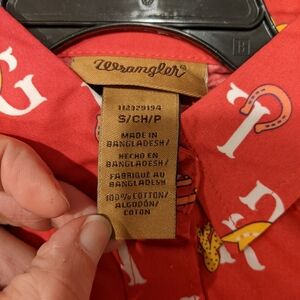 Wrangler®
112329194
S/CH/P
MADE IN
BANGLADESH/
HECHO EN
BANGLADESH/
FABRIQUÉ AU
BANGLADESH/
100% COTTON/
ALGODÓN/
COTON